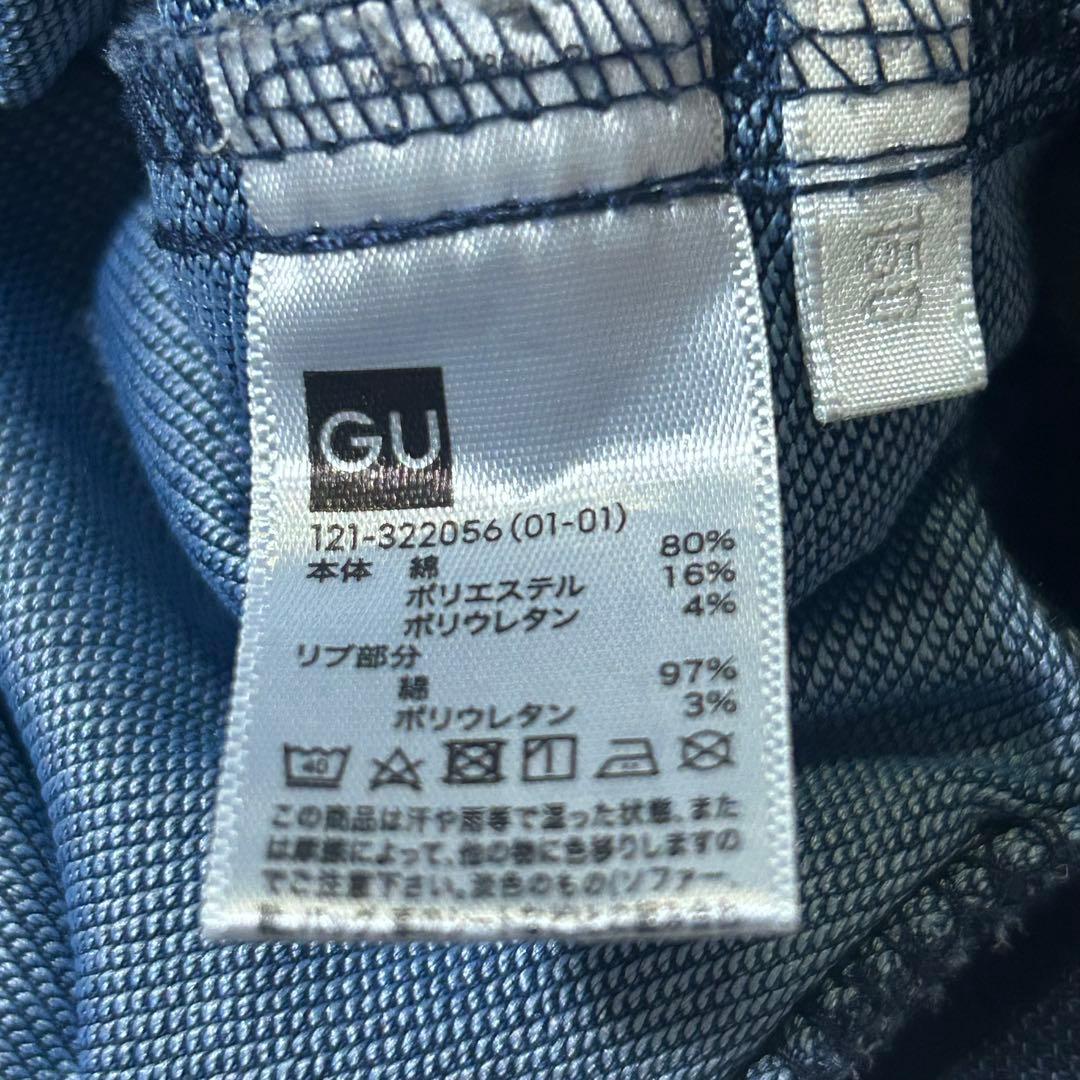 150
GU
121-322056 (01-01)
本体 綿 80%
ポリエステル 16%
ポリウレタン 4%
リブ部分
綿 97%
ポリウレタン 3%
40
この商品は汗や雨等で湿った状態、また
は摩擦によって、他の物に色移りしますの
でご注意下さい。淡色のもの(ソファー